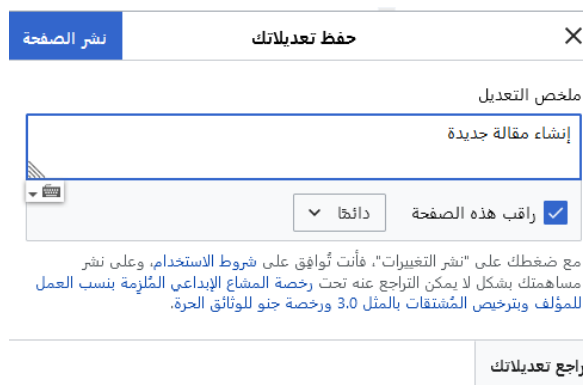 حفظ تعديلاتك
نشر الصفحة
ملخص التعديل
إنشاء مقالة جديدة
راقب هذه الصفحة
دائمًا
مع ضغطك على "نشر التغييرات"، فأنت تُوافِق على شروط الاستخدام، وعلى نشر
مساهمتك بشكل لا يمكن التراجع عنه تحت رخصة المشاع الإبداعي المُلزِمة بنسب العمل
للمؤلف وبترخيص المُشتقات بالمثل 3.0 ورخصة جنو للوثائق الحرة.
راجع تعديلاتك